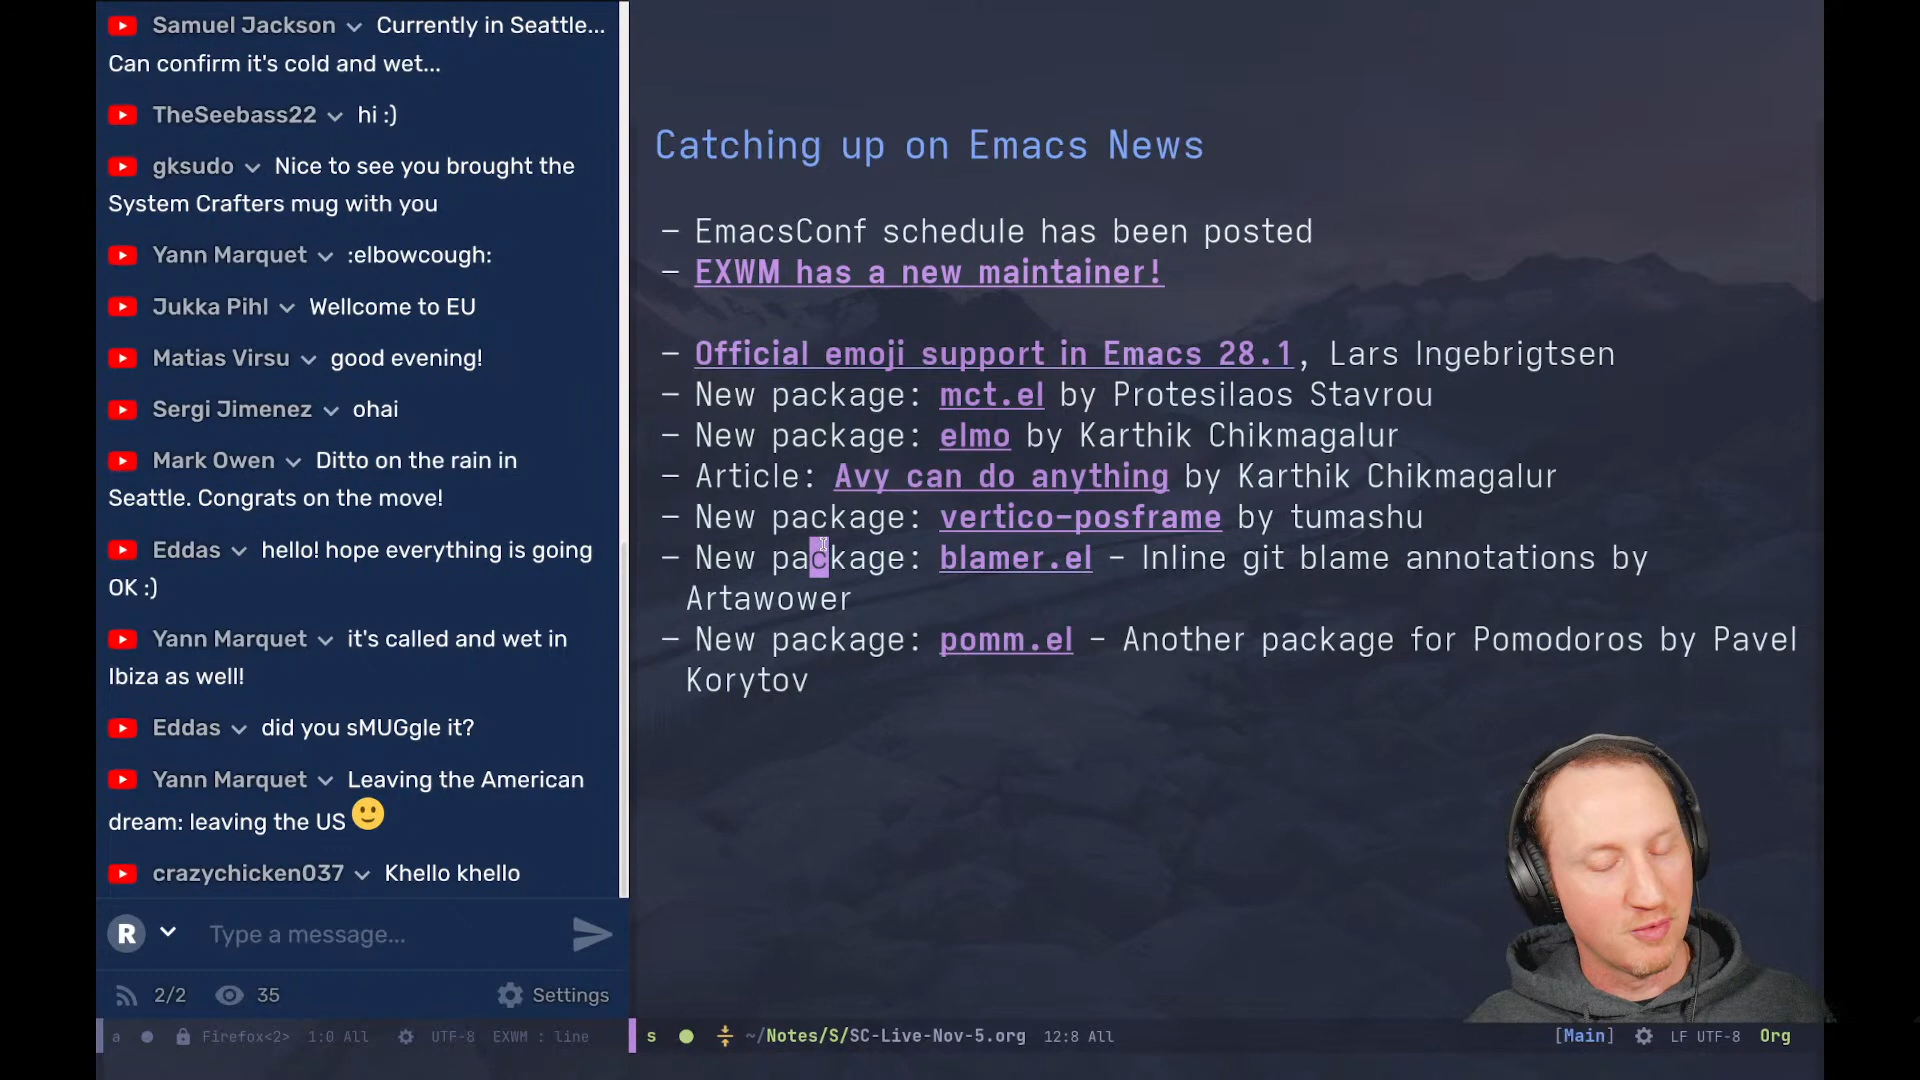 Samuel Jackson Currently in Seattle...
Can confirm it's cold and wet...
TheSeebass22 hi :)
gksudo Nice to see you brought the
System Crafters mug with you
Yann Marquet :elbowcough:
Jukka Pihl Wellcome to EU
Matias Virsu good evening!
Sergi Jimenez ohai
Mark Owen Ditto on the rain in
Seattle. Congrats on the move!
Eddas hello! hope everything is going
OK :)
Yann Marquet it's called and wet in
Ibiza as well!
Eddas did you sMUGgle it?
Yann Marquet Leaving the American
dream: leaving the US 🙂
crazychicken037 Khello khello
R Type a message...
2/2 35 Settings
a Firefox<2> 1:0 All UTF-8 EXWM : line
Catching up on Emacs News
- EmacsConf schedule has been posted
- EXWM has a new maintainer!
- Official emoji support in Emacs 28.1, Lars Ingebrigtsen
- New package: mct.el by Protesilaos Stavrou
- New package: elmo by Karthik Chikmagalur
- Article: Avy can do anything by Karthik Chikmagalur
- New package: vertico-posframe by tumashu
- New package: blamer.el - Inline git blame annotations by
Artawower
- New package: pomm.el - Another package for Pomodoros by Pavel
Korytov
s ~/Notes/S/SC-Live-Nov-5.org 12:8 All [Main] LF UTF-8 Org